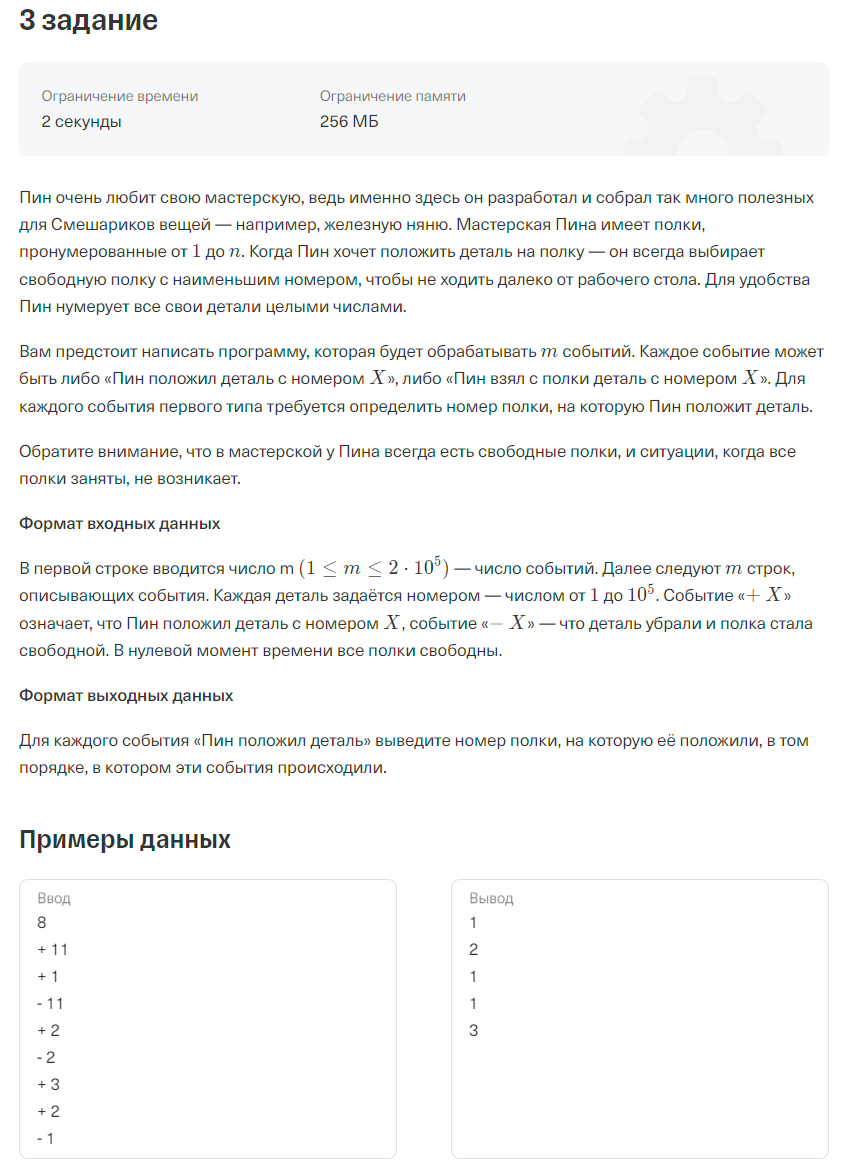 3 задание
Ограничение времени
Ограничение памяти
2 секунды
256 МБ
Пин очень любит свою мастерскую, ведь именно здесь он разработал и собрал так много полезных
для Смешариков вещей — например, железную няню. Мастерская Пина имеет полки,
пронумерованные от 1 до n. Когда Пин хочет положить деталь на полку — он всегда выбирает
свободную полку с наименьшим номером, чтобы не ходить далеко от рабочего стола. Для удобства
Пин нумерует все свои детали целыми числами.
Вам предстоит написать программу, которая будет обрабатывать m событий. Каждое событие может
быть либо «Пин положил деталь с номером X», либо «Пин взял с полки деталь с номером X». Для
каждого события первого типа требуется определить номер полки, на которую Пин положит деталь.
Обратите внимание, что в мастерской у Пина всегда есть свободные полки, и ситуации, когда все
полки заняты, не возникает.
Формат входных данных
В первой строке вводится число m (1 ≤ m ≤ 2 · 10⁵) — число событий. Далее следуют m строк,
описывающих события. Каждая деталь задаётся номером — числом от 1 до 10⁵. Событие «+ X»
означает, что Пин положил деталь с номером X, событие «− X» — что деталь убрали и полка стала
свободной. В нулевой момент времени все полки свободны.
Формат выходных данных
Для каждого события «Пин положил деталь» выведите номер полки, на которую её положили, в том
порядке, в котором эти события происходили.
Примеры данных
Ввод
8
+ 11
+ 1
- 11
+ 2
- 2
+ 3
+ 2
- 1
Вывод
1
2
1
1
3